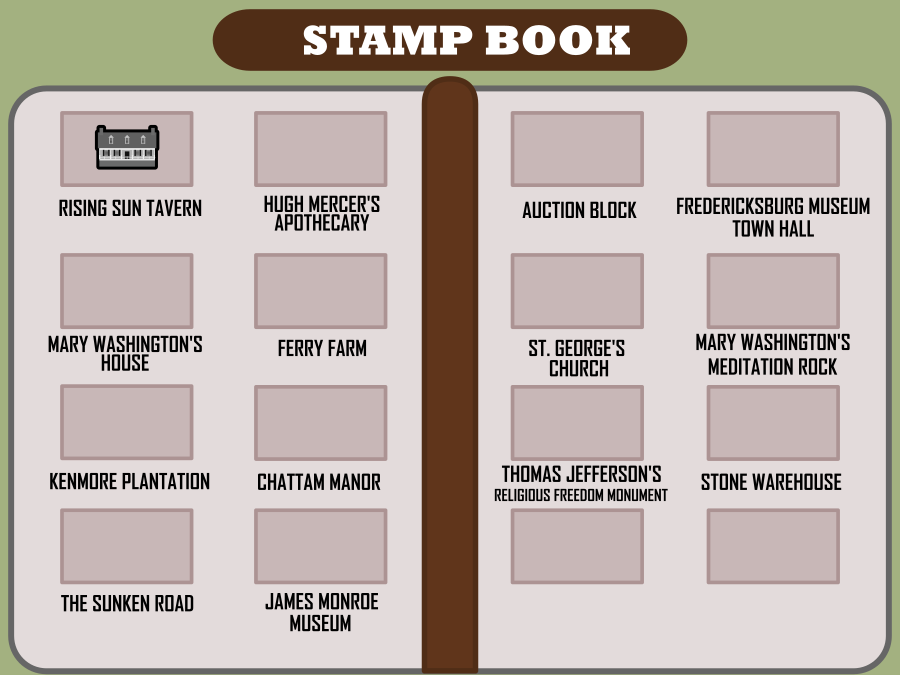 STAMP BOOK
RISING SUN TAVERN
HUGH MERCER'S
APOTHECARY
MARY WASHINGTON'S
HOUSE
FERRY FARM
KENMORE PLANTATION
CHATTAM MANOR
THE SUNKEN ROAD
JAMES MONROE
MUSEUM
AUCTION BLOCK
FREDERICKSBURG MUSEUM
TOWN HALL
ST. GEORGE'S
CHURCH
MARY WASHINGTON'S
MEDITATION ROCK
THOMAS JEFFERSON'S
RELIGIOUS FREEDOM MONUMENT
STONE WAREHOUSE